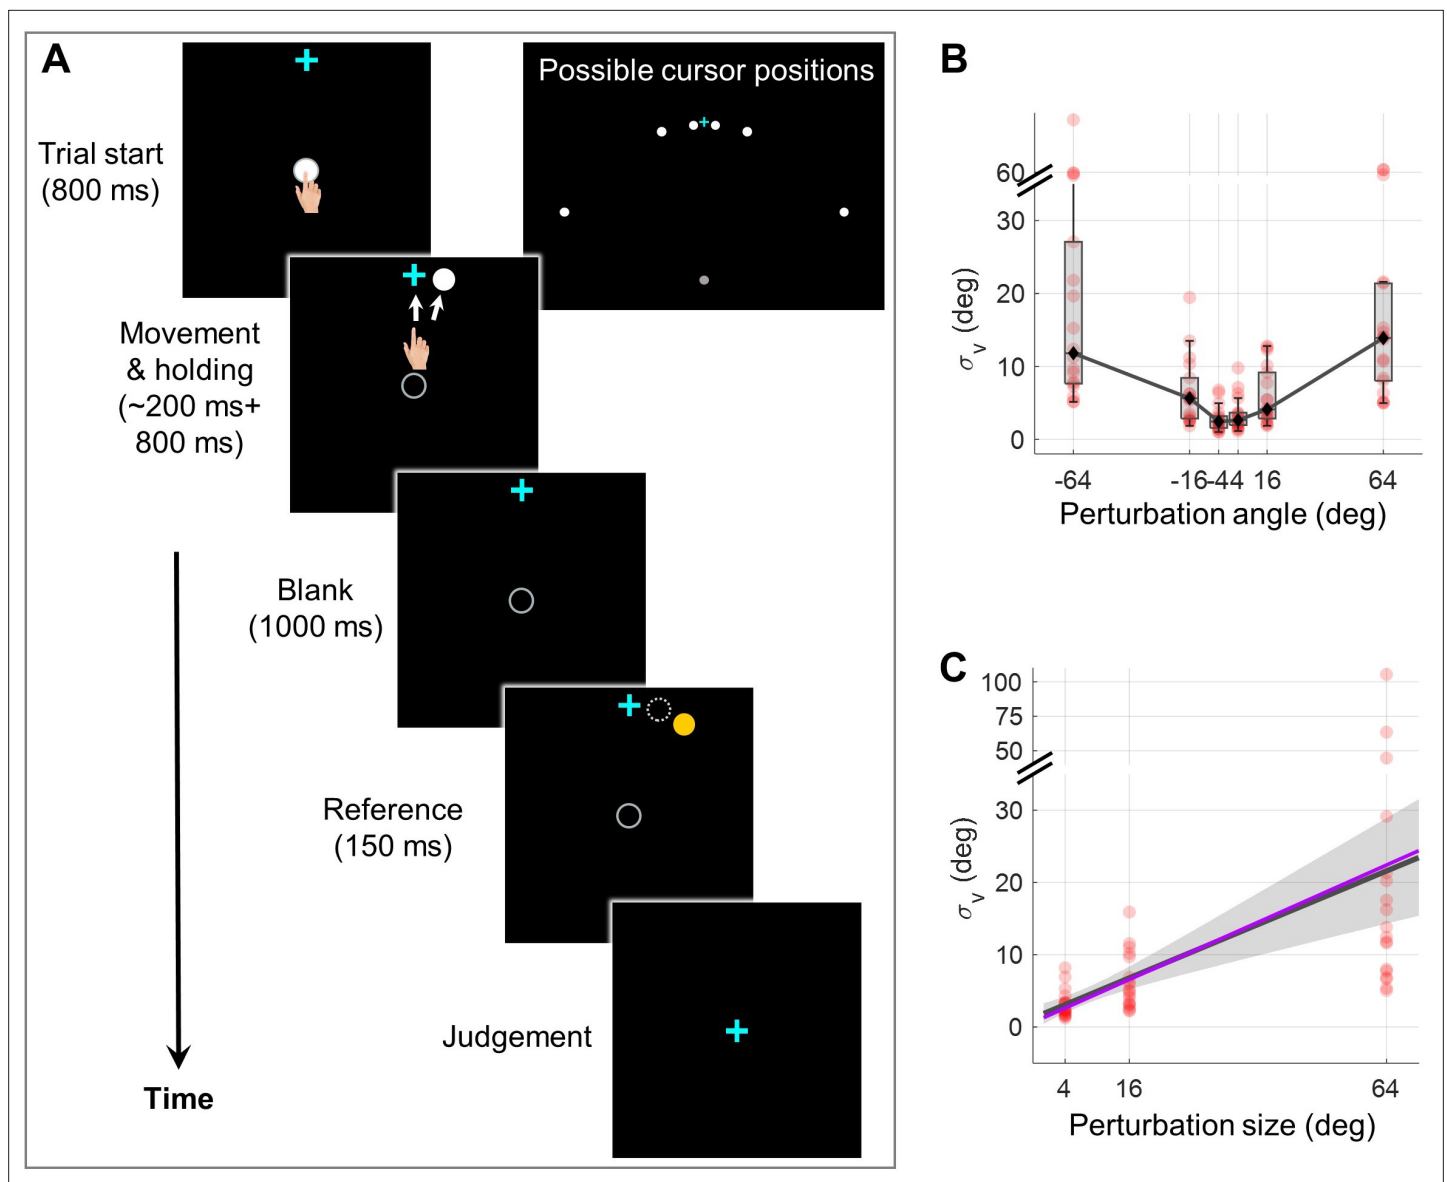 A
Possible cursor positions
Trial start
(800 ms)
Movement
& holding
(~200 ms+
800 ms)
Blank
(1000 ms)
Reference
(150 ms)
Judgement
Time
B
60
30
20
10
0
σv (deg)
-64 -16 -4 4 16 64
Perturbation angle (deg)
C
100
75
50
30
20
10
0
σv (deg)
4 16 64
Perturbation size (deg)